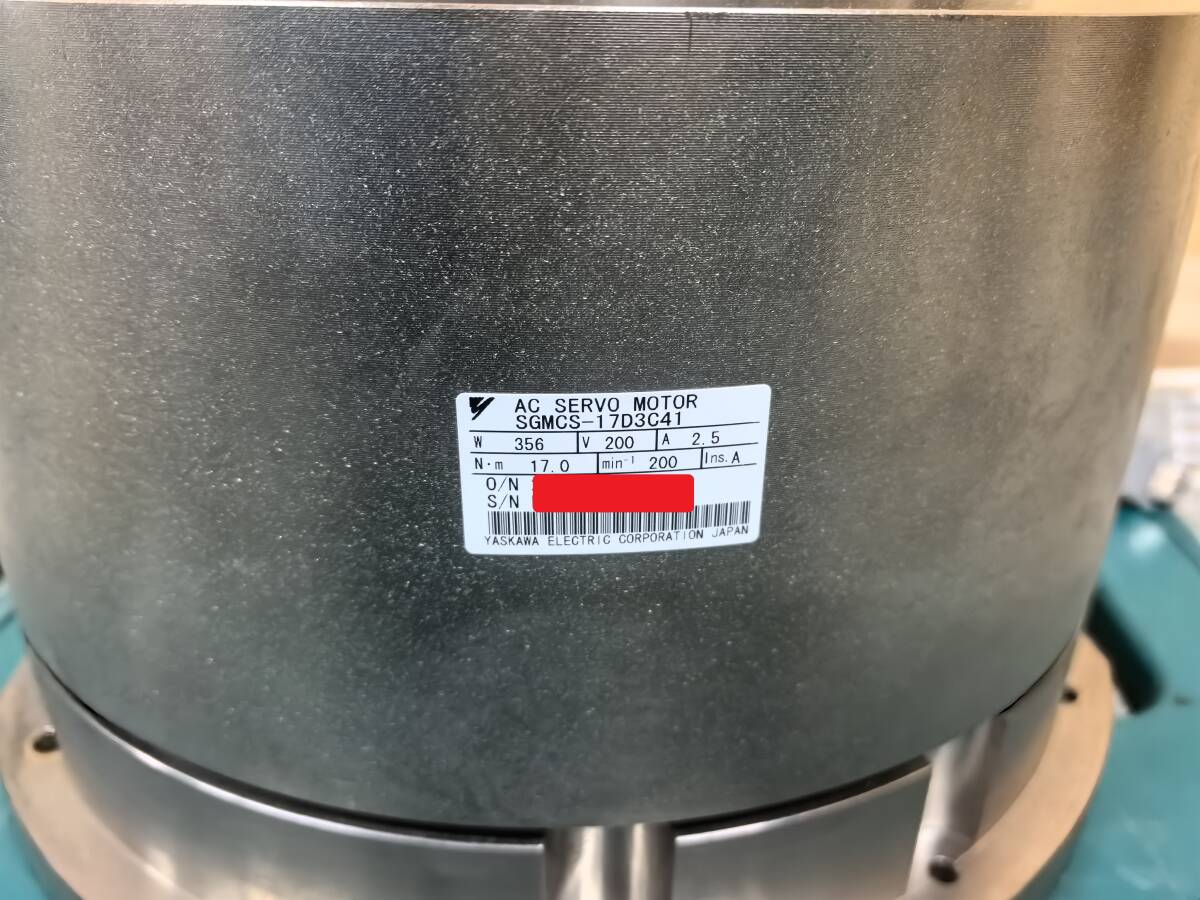 AC SERVO MOTOR
SGMCS-17D3C41
W 356 V 200 A 2.5
N·m 17.0 min⁻¹ 200 Ins. A
O/N
S/N
YASKAWA ELECTRIC CORPORATION JAPAN